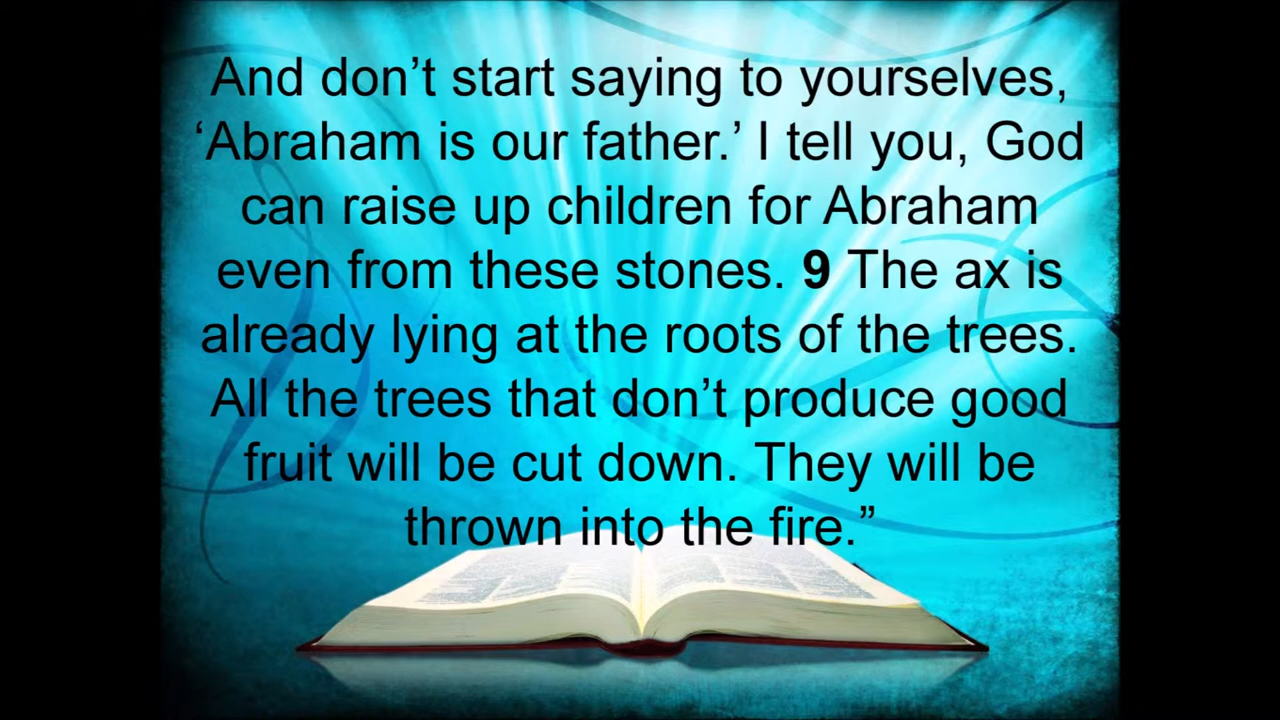 And don’t start saying to yourselves,
‘Abraham is our father.’ I tell you, God
can raise up children for Abraham
even from these stones. 9 The ax is
already lying at the roots of the trees.
All the trees that don’t produce good
fruit will be cut down. They will be
thrown into the fire.”